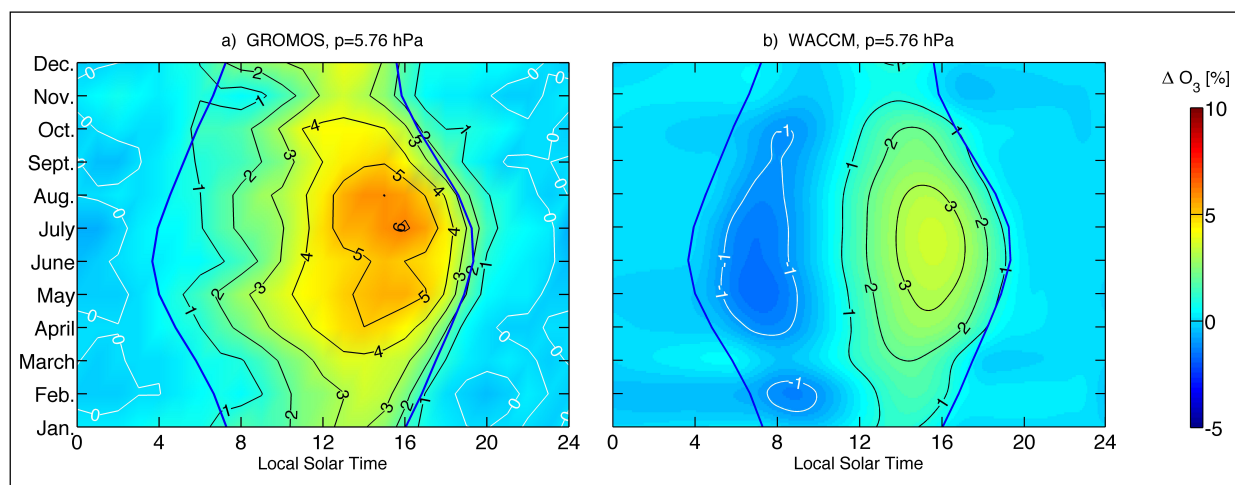 a) GROMOS, p=5.76 hPa
b) WACCM, p=5.76 hPa
Δ O3 [%]
Dec.
Nov.
Oct.
Sept.
Aug.
July
June
May
April
March
Feb.
Jan.
0 4 8 12 16 20 24
Local Solar Time
0 4 8 12 16 20 24
Local Solar Time
10
5
0
-5